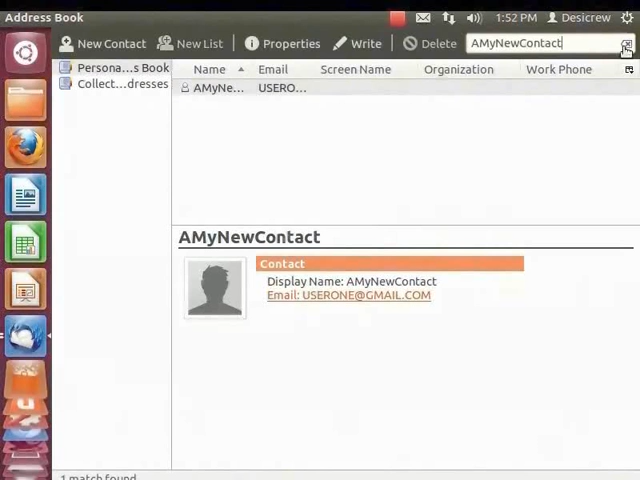 Address Book
1:52 PM
Desicrew
New Contact
New List
Properties
Write
Delete
AMyNewContact
Persona...s Book
Collect...dresses
Name
Email
Screen Name
Organization
Work Phone
AMyNe...
USERO...
AMyNewContact
Contact
Display Name: AMyNewContact
Email: USERONE@GMAIL.COM
1 match found